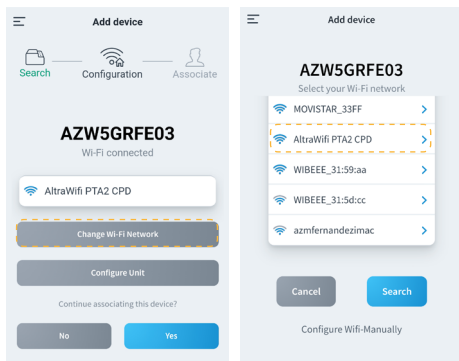 Add device
Search
Configuration
Associate
AZW5GRFE03
Wi-Fi connected
AltraWifi PTA2 CPD
Change Wi-Fi Network
Configure Unit
Continue associating this device?
No
Yes
Add device
AZW5GRFE03
Select your Wi-Fi network
MOVISTAR_33FF
AltraWifi PTA2 CPD
WIBEEE_31:59:aa
WIBEEE_31:5d:cc
azmfernandezimac
Cancel
Search
Configure Wifi-Manually